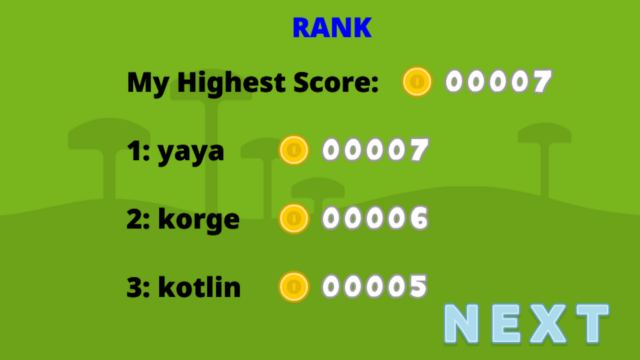 RANK
My Highest Score: 00007
1: yaya 00007
2: korge 00006
3: kotlin 00005
NEXT